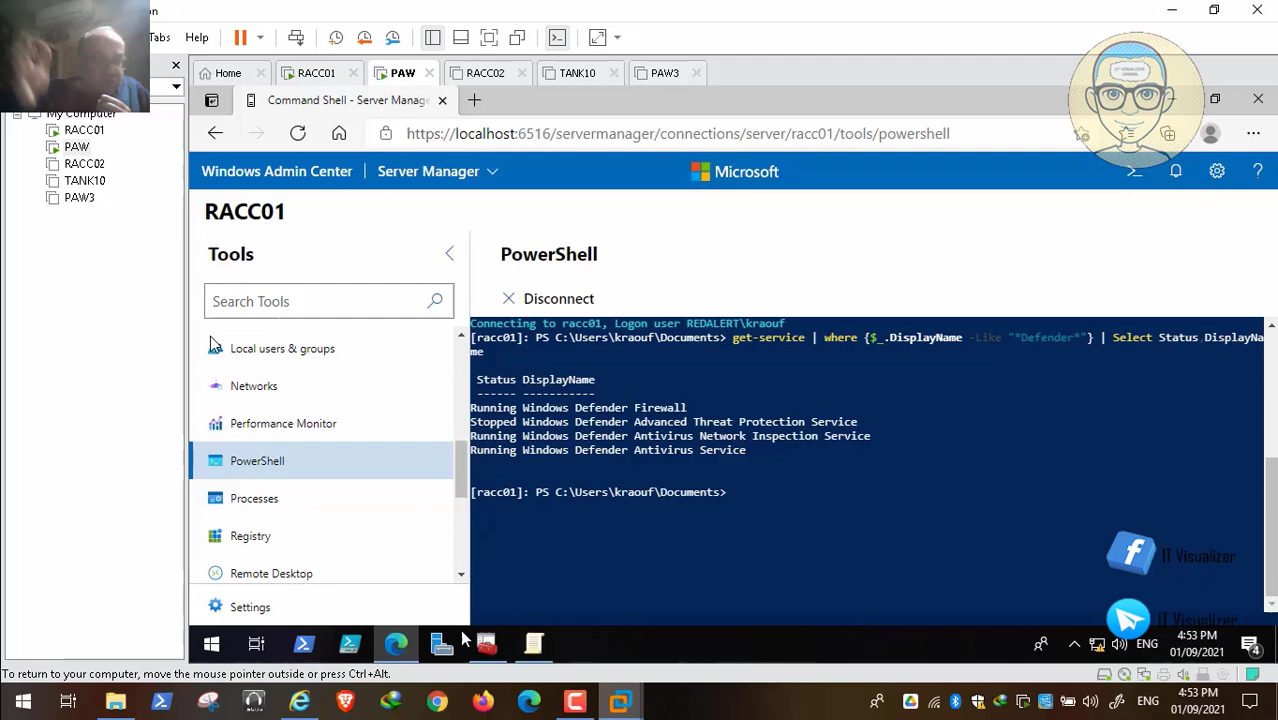 on
Tabs Help
Home RACC01 PAW RACC02 TANK10 PAW3
IT VISUALIZER
CHANNEL
My Computer
RACC01
PAW
RACC02
TANK10
PAW3
Command Shell - Server Manage
https://localhost:6516/servermanager/connections/server/racc01/tools/powershell
Windows Admin Center Server Manager Microsoft
RACC01
Tools
Search Tools
Local users & groups
Networks
Performance Monitor
PowerShell
Processes
Registry
Remote Desktop
Settings
PowerShell
Disconnect
Connecting to racc01, Logon user REDALERT\kraouf
[racc01]: PS C:\Users\kraouf\Documents> get-service | where {$_.DisplayName -Like "*Defender*"} | Select Status,DisplayNa
me
Status DisplayName
------ -----------
Running Windows Defender Firewall
Stopped Windows Defender Advanced Threat Protection Service
Running Windows Defender Antivirus Network Inspection Service
Running Windows Defender Antivirus Service
[racc01]: PS C:\Users\kraouf\Documents>
IT Visualizer
IT Visualizer
ENG
4:53 PM
01/09/2021
4
To return to your computer, move the mouse pointer outside or press Ctrl+Alt.
ENG
4:53 PM
01/09/2021